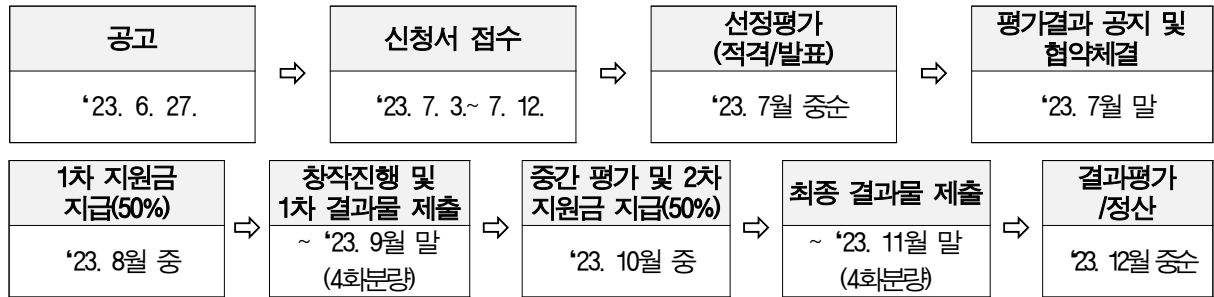 공고
‘23. 6. 27.
신청서 접수
‘23. 7. 3.~ 7. 12.
선정평가
(적격/발표)
‘23. 7월 중순
평가결과 공지 및
협약체결
‘23. 7월 말
1차 지원금
지급(50%)
‘23. 8월 중
창작진행 및
1차 결과물 제출
~ ‘23. 9월 말
(4화분량)
중간 평가 및 2차
지원금 지급(50%)
‘23. 10월 중
최종 결과물 제출
~ ‘23. 11월 말
(4화분량)
결과평가
/정산
‘23. 12월 중순